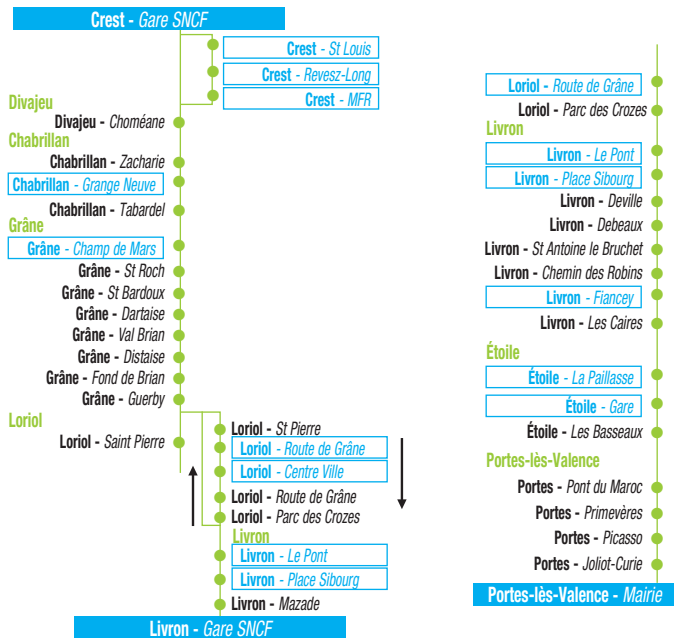 Crest - Gare SNCF
Crest - St Louis
Crest - Revesz-Long
Crest - MFR
Divajeu
Divajeu - Choméane
Chabrillan
Chabrillan - Zacharie
Chabrillan - Grange Neuve
Chabrillan - Tabardel
Grâne
Grâne - Champ de Mars
Grâne - St Roch
Grâne - St Bardoux
Grâne - Dartaise
Grâne - Val Brian
Grâne - Distaise
Grâne - Fond de Brian
Grâne - Guerby
Loriol
Loriol - Saint Pierre
Loriol - St Pierre
Loriol - Route de Grâne
Loriol - Centre Ville
Loriol - Route de Grâne
Loriol - Parc des Crozes
Livron
Livron - Le Pont
Livron - Place Sibourg
Livron - Mazade
Livron - Gare SNCF
Loriol - Route de Grâne
Loriol - Parc des Crozes
Livron
Livron - Le Pont
Livron - Place Sibourg
Livron - Deville
Livron - Debeaux
Livron - St Antoine le Bruchet
Livron - Chemin des Robins
Livron - Fiancey
Livron - Les Caires
Étoile
Étoile - La Paillasse
Étoile - Gare
Étoile - Les Basseaux
Portes-lès-Valence
Portes - Pont du Maroc
Portes - Primevères
Portes - Picasso
Portes - Joliot-Curie
Portes-lès-Valence - Mairie